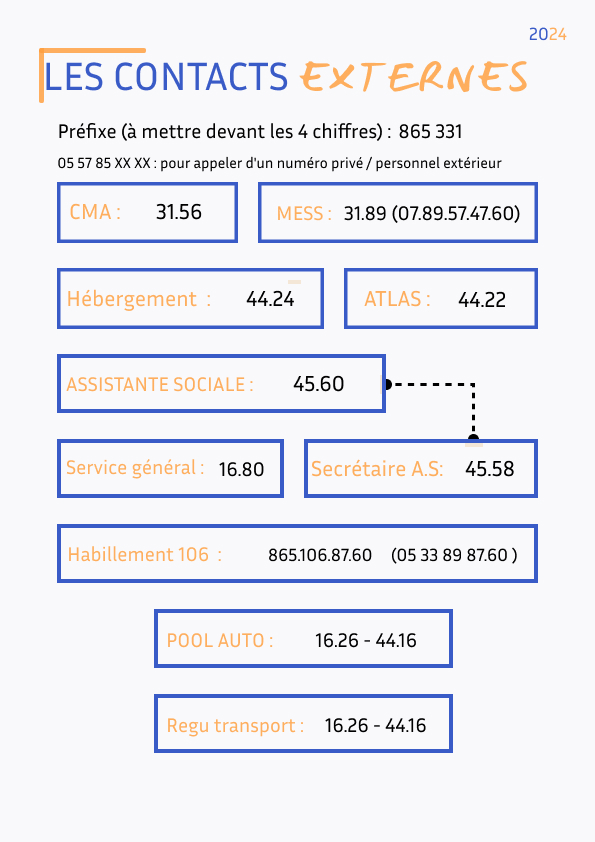 2024
LES CONTACTS EXTERNES
Préfixe (à mettre devant les 4 chiffres) : 865 331
05 57 85 XX XX : pour appeler d'un numéro privé / personnel extérieur
CMA : 31.56
MESS : 31.89 (07.89.57.47.60)
Hébergement : 44.24
ATLAS : 44.22
ASSISTANTE SOCIALE : 45.60
Service général : 16.80
Secrétaire A.S: 45.58
Habillement 106 : 865.106.87.60 (05 33 89 87.60 )
POOL AUTO : 16.26 - 44.16
Regu transport : 16.26 - 44.16